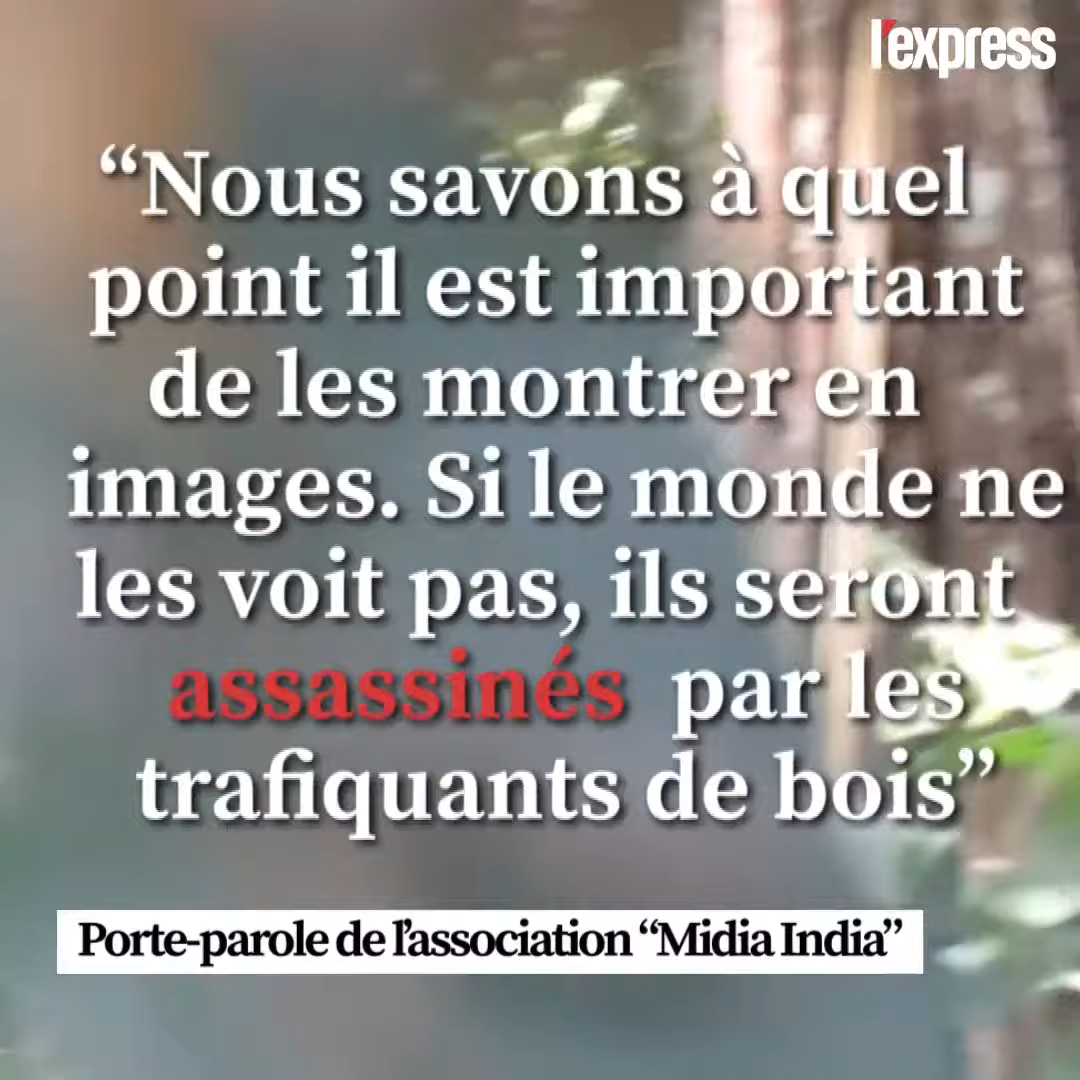 l'express
“Nous savons à quel
point il est important
de les montrer en
images. Si le monde ne
les voit pas, ils seront
assassinés par les
trafiquants de bois”
Porte-parole de l’association “Midia India”